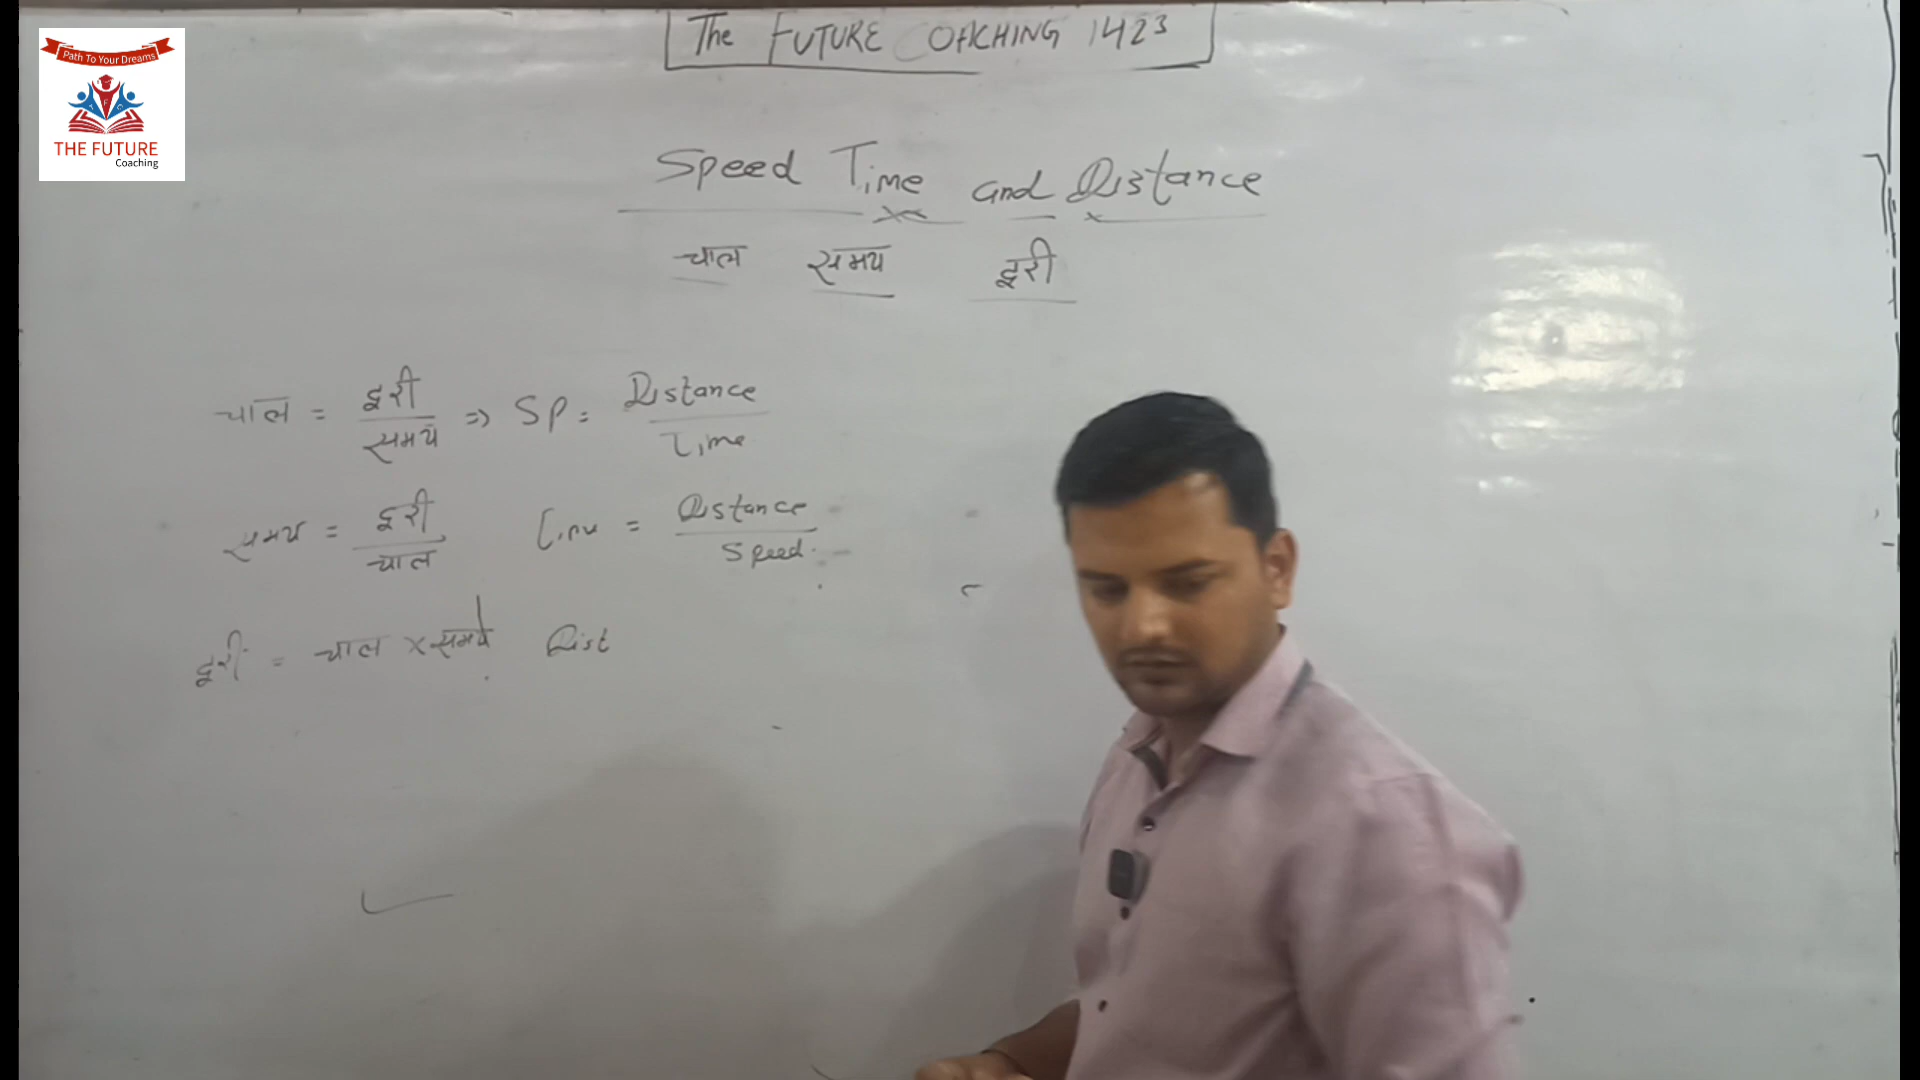 Path To Your Dreams
THE FUTURE
Coaching
The FUTURE COACHING 1423
Speed Time and Distance
चाल समय दूरी
चाल = दूरी / समय => SP = Distance / Time
समय = दूरी / चाल Time = Distance / Speed.
दूरी = चाल × समय Dist